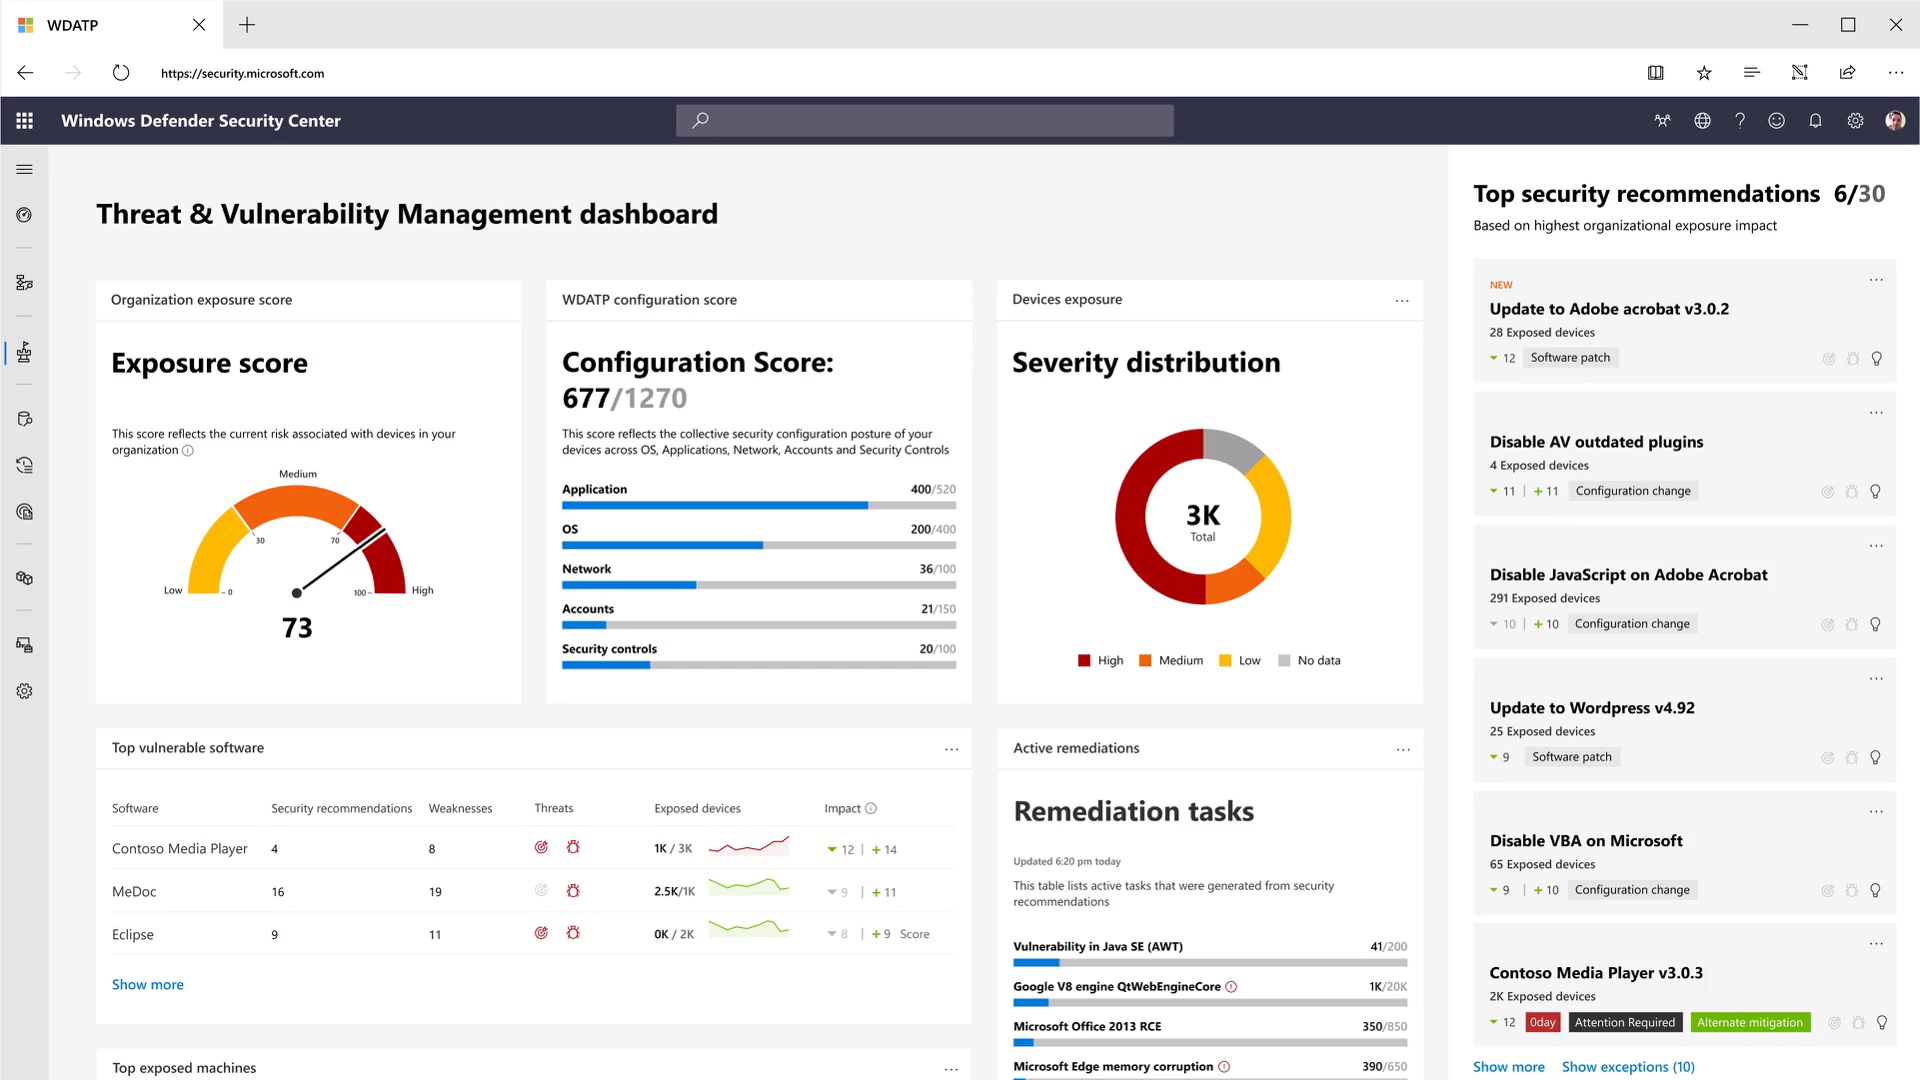 WDATP
https://security.microsoft.com
Windows Defender Security Center
Threat & Vulnerability Management dashboard
Organization exposure score
Exposure score
This score reflects the current risk associated with devices in your
organization
Medium
30
70
Low
0
100
High
73
WDATP configuration score
Configuration Score:
677/1270
This score reflects the collective security configuration posture of your
devices across OS, Applications, Network, Accounts and Security Controls
Application 400/520
OS 200/400
Network 36/100
Accounts 21/150
Security controls 20/100
Devices exposure
Severity distribution
3K
Total
High Medium Low No data
Top vulnerable software
Software Security recommendations Weaknesses Threats Exposed devices Impact
Contoso Media Player 4 8 1K / 3K 12 | + 14
MeDoc 16 19 2.5K/1K 9 | + 11
Eclipse 9 11 0K / 2K 8 | + 9 Score
Show more
Top exposed machines
Active remediations
Remediation tasks
Updated 6:20 pm today
This table lists active tasks that were generated from security
recommendations
Vulnerability in Java SE (AWT) 41/200
Google V8 engine QtWebEngineCore 1K/20K
Microsoft Office 2013 RCE 350/850
Microsoft Edge memory corruption 390/650
Top security recommendations 6/30
Based on highest organizational exposure impact
NEW
Update to Adobe acrobat v3.0.2
28 Exposed devices
12 Software patch
Disable AV outdated plugins
4 Exposed devices
11 | + 11 Configuration change
Disable JavaScript on Adobe Acrobat
291 Exposed devices
10 | + 10 Configuration change
Update to Wordpress v4.92
25 Exposed devices
9 Software patch
Disable VBA on Microsoft
65 Exposed devices
9 | + 10 Configuration change
Contoso Media Player v3.0.3
2K Exposed devices
12 0day Attention Required Alternate mitigation
Show more Show exceptions (10)